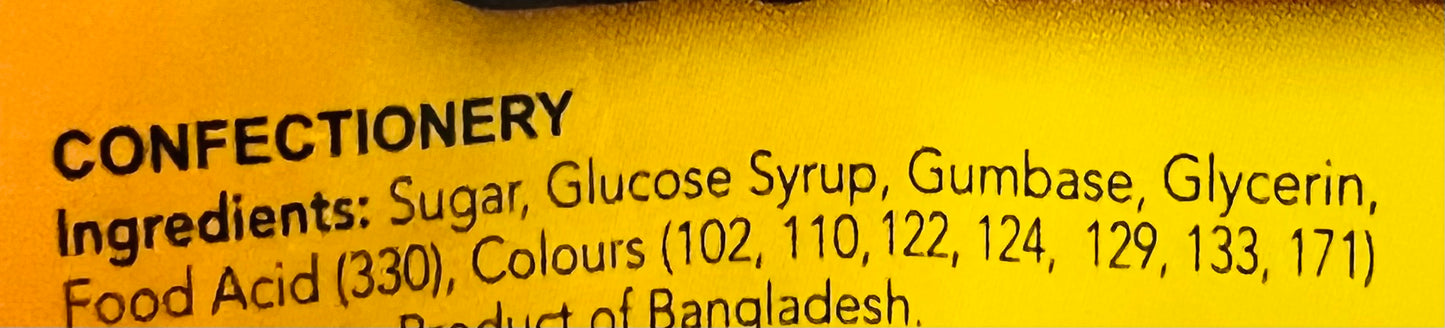 CONFECTIONERY
Ingredients: Sugar, Glucose Syrup, Gumbase, Glycerin,
Food Acid (330), Colours (102, 110, 122, 124, 129, 133, 171)
Product of Bangladesh.